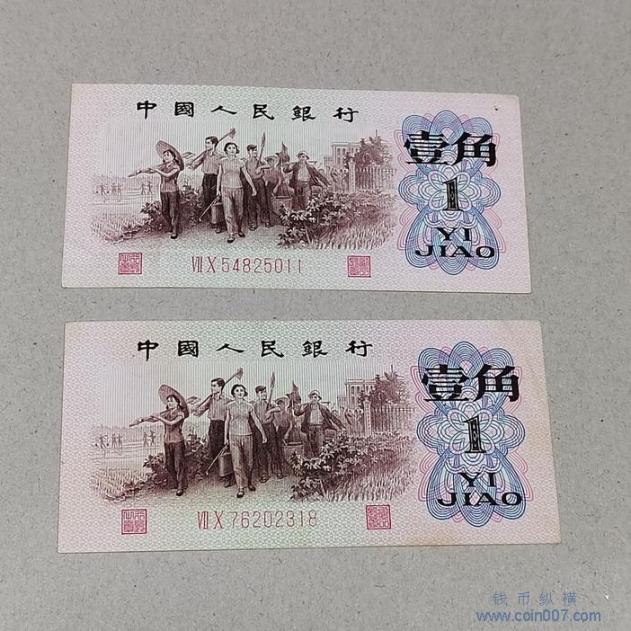 中國人民銀行
壹角
1
YI
JIAO
Ⅶ X 54825011
中國人民銀行
壹角
1
YI
JIAO
Ⅶ X 76202318
钱币纵横
www.coin007.com